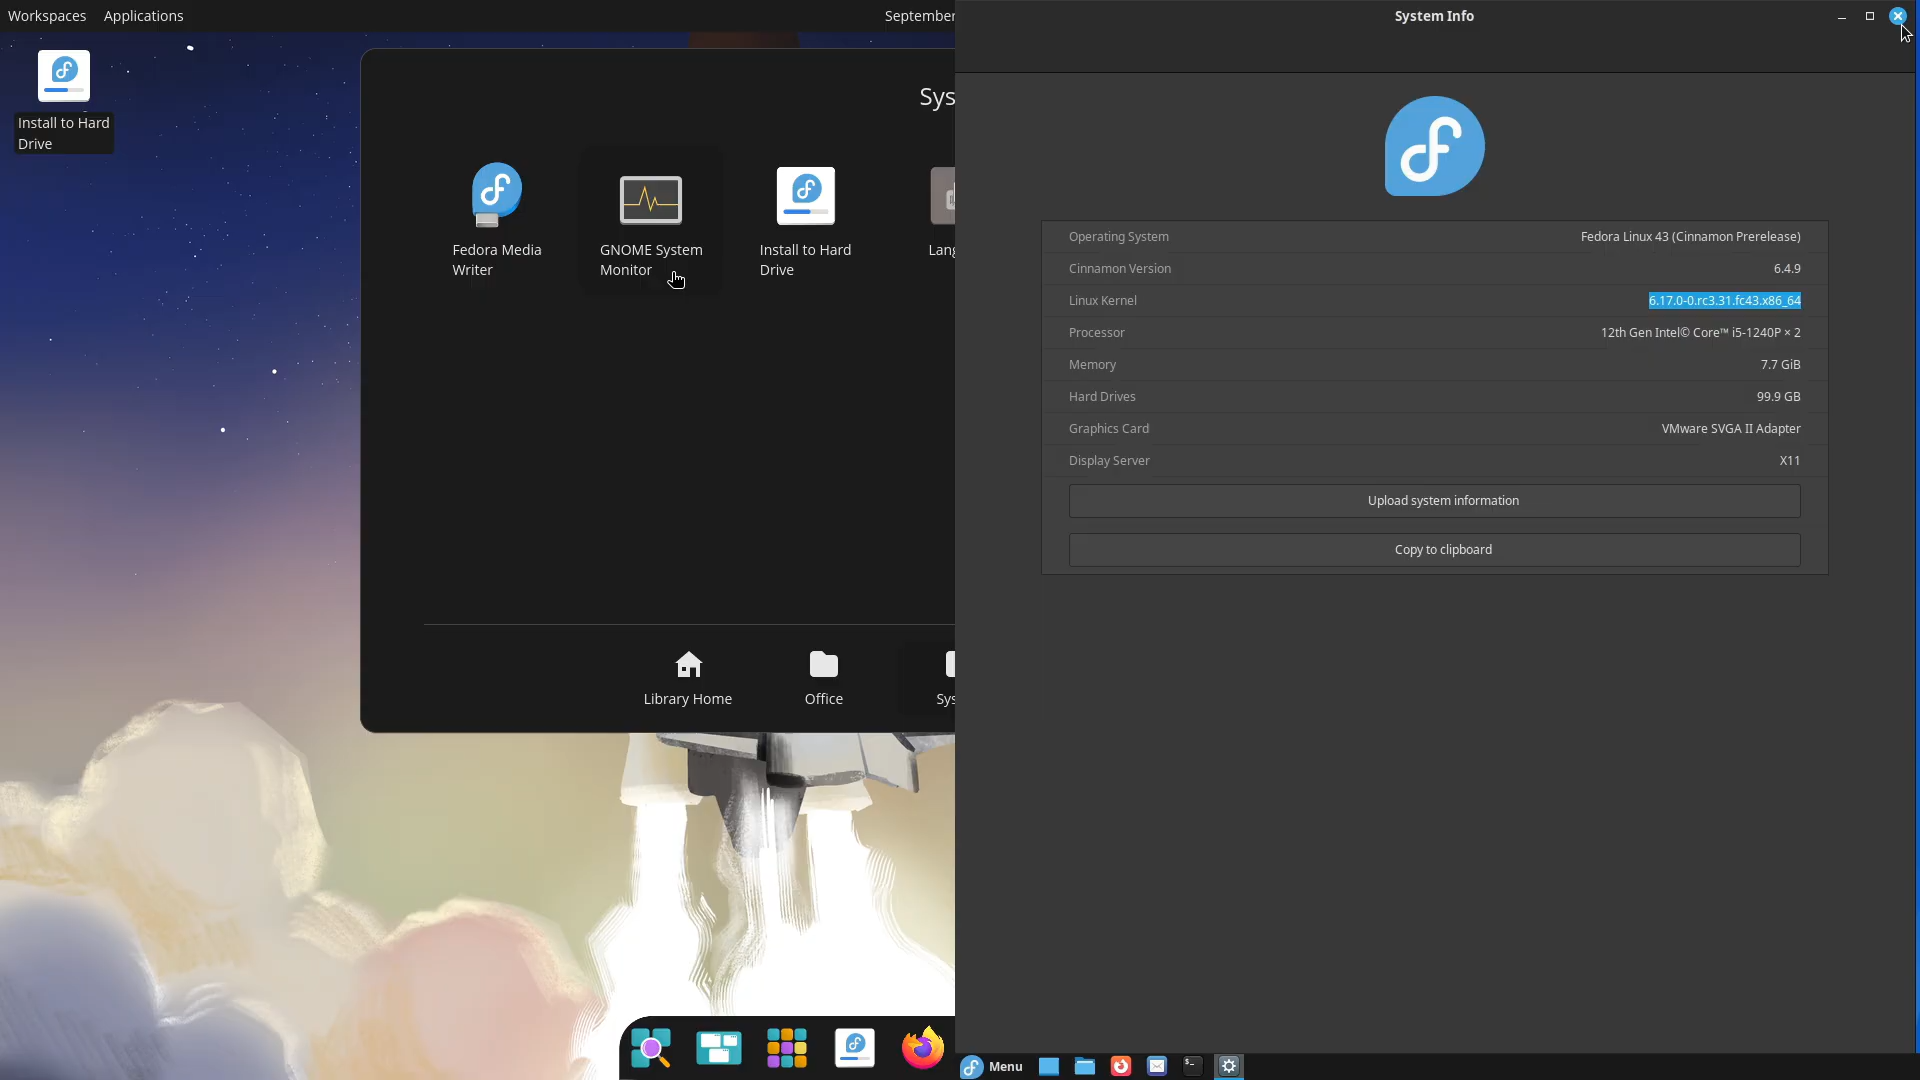 Workspaces Applications September
Install to Hard
Drive
Sys
Fedora Media
Writer
GNOME System
Monitor
Install to Hard
Drive
Lang
Library Home
Office
Sys
System Info
Operating System Fedora Linux 43 (Cinnamon Prerelease)
Cinnamon Version 6.4.9
Linux Kernel 6.17.0-0.rc3.31.fc43.x86_64
Processor 12th Gen Intel© Core™ i5-1240P × 2
Memory 7.7 GiB
Hard Drives 99.9 GB
Graphics Card VMware SVGA II Adapter
Display Server X11
Upload system information
Copy to clipboard
Menu